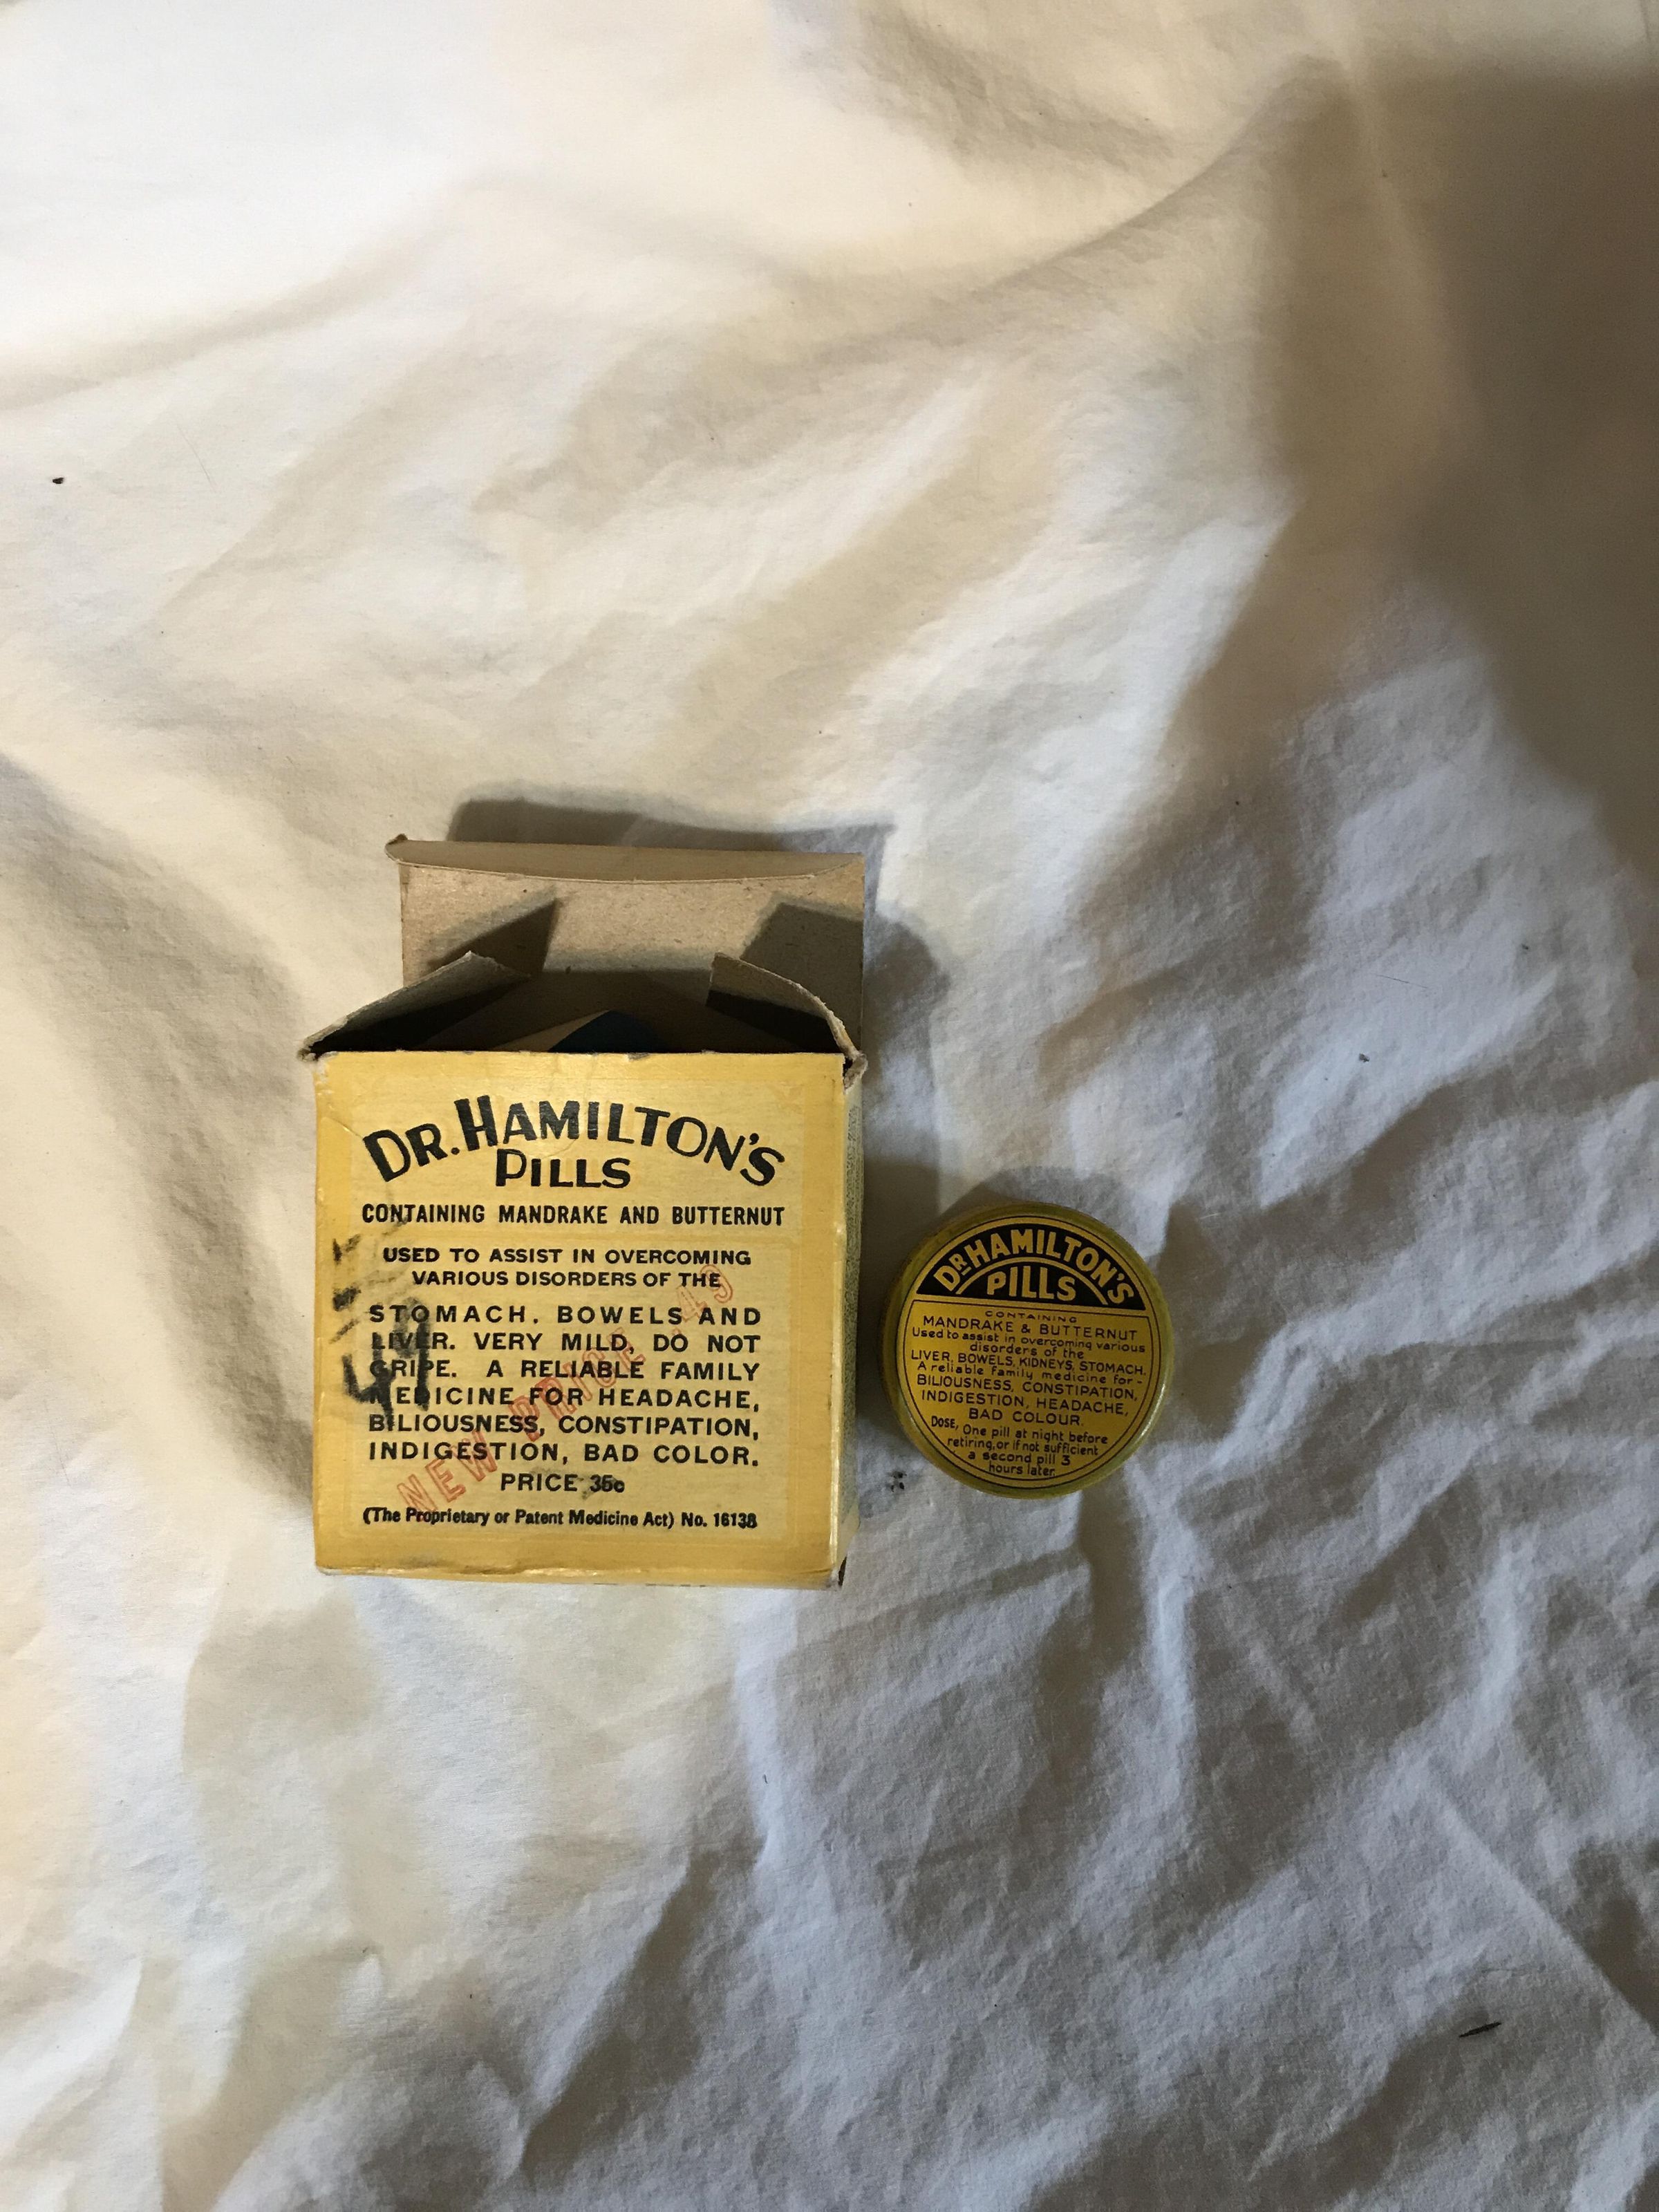 DR. HAMILTON'S
PILLS
CONTAINING MANDRAKE AND BUTTERNUT
USED TO ASSIST IN OVERCOMING
VARIOUS DISORDERS OF THE
STOMACH. BOWELS AND
LIVER. VERY MILD, DO NOT
GRIPE. A RELIABLE FAMILY
MEDICINE FOR HEADACHE,
BILIOUSNESS, CONSTIPATION,
INDIGESTION, BAD COLOR.
PRICE 35c
(The Proprietary or Patent Medicine Act) No. 16138
NEW PRICE .49
49
DR HAMILTON'S
PILLS
CONTAINING
MANDRAKE & BUTTERNUT
Used to assist in overcoming various
disorders of the
LIVER, BOWELS, KIDNEYS, STOMACH.
A reliable family medicine for-
BILIOUSNESS, CONSTIPATION,
INDIGESTION, HEADACHE,
BAD COLOUR.
DOSE, One pill at night before
retiring, or if not sufficient
a second pill 3
hours later.